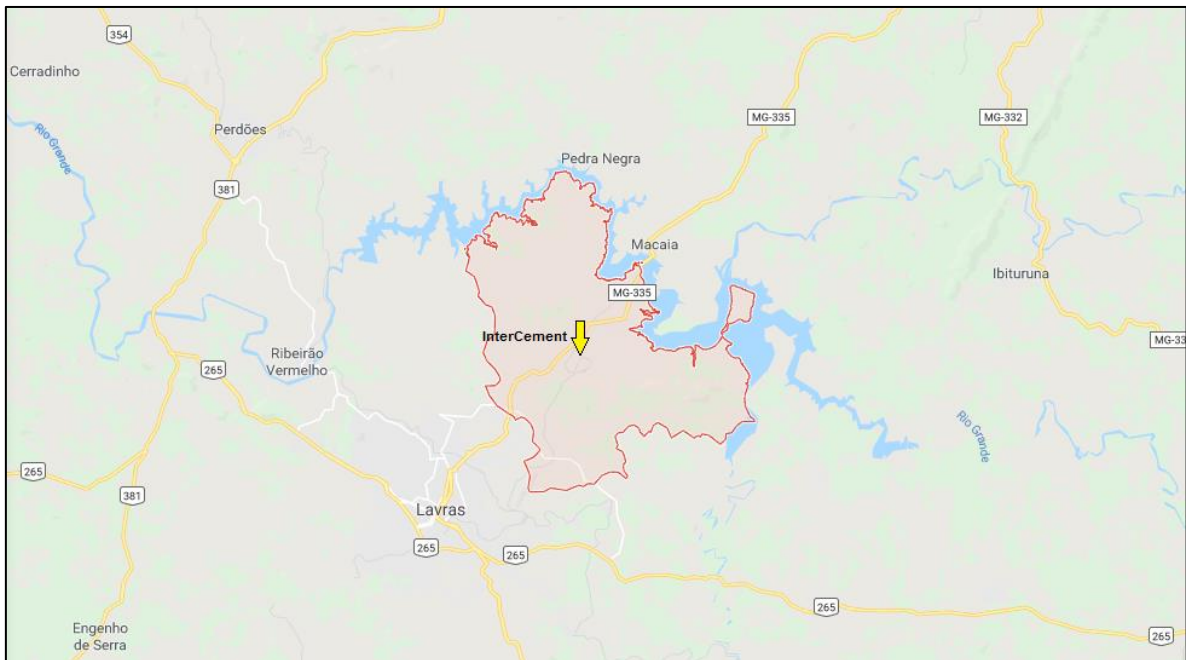 354
Cerradinho
Rio Grande
Perdões
381
MG-335
MG-332
Pedra Negra
Macaia
Ibituruna
MG-335
InterCement
MG-33
Ribeirão
Vermelho
265
Rio Grande
265
381
Lavras
265
265
265
265
Engenho
de Serra